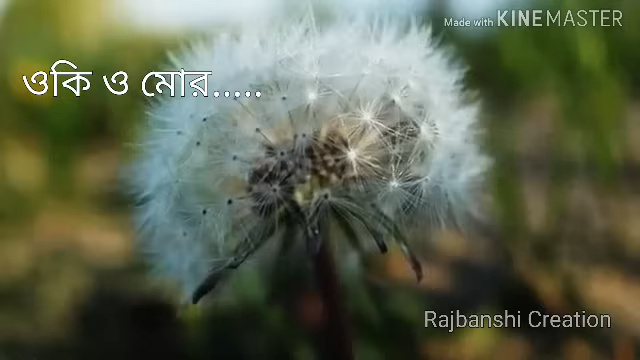 Made with KINEMASTER
ওকি ও মোর.....
Rajbanshi Creation